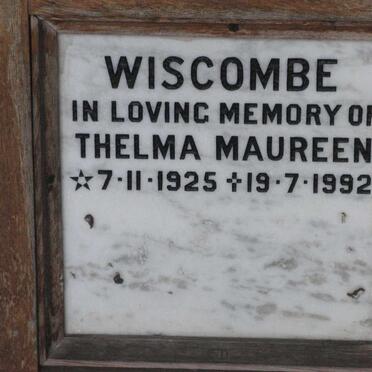 WISCOMBE
IN LOVING MEMORY OF
THELMA MAUREEN
☆ 7·11·1925 ✝ 19·7·1992